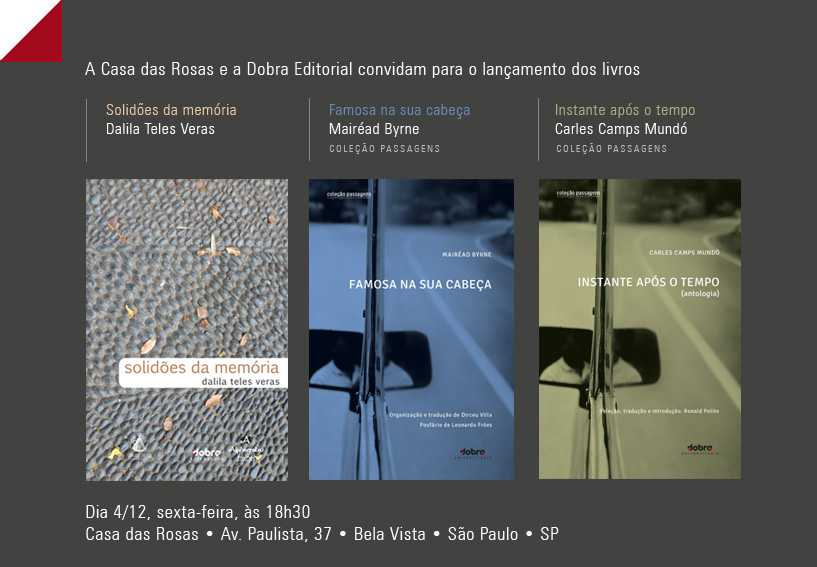 A Casa das Rosas e a Dobra Editorial convidam para o lançamento dos livros
Solidões da memória
Dalila Teles Veras
Famosa na sua cabeça
Mairéad Byrne
COLEÇÃO PASSAGENS
Instante após o tempo
Carles Camps Mundó
COLEÇÃO PASSAGENS
solidões da memória
dalila teles veras
dobra
coleção passagens
MAIRÉAD BYRNE
FAMOSA NA SUA CABEÇA
Organização e tradução de Dirceu Villa
Posfácio de Leonardo Fróes
dobra
coleção passagens
CARLES CAMPS MUNDÓ
INSTANTE APÓS O TEMPO
(antologia)
Seleção, tradução e introdução: Ronald Polito
dobra
Dia 4/12, sexta-feira, às 18h30
Casa das Rosas • Av. Paulista, 37 • Bela Vista • São Paulo • SP